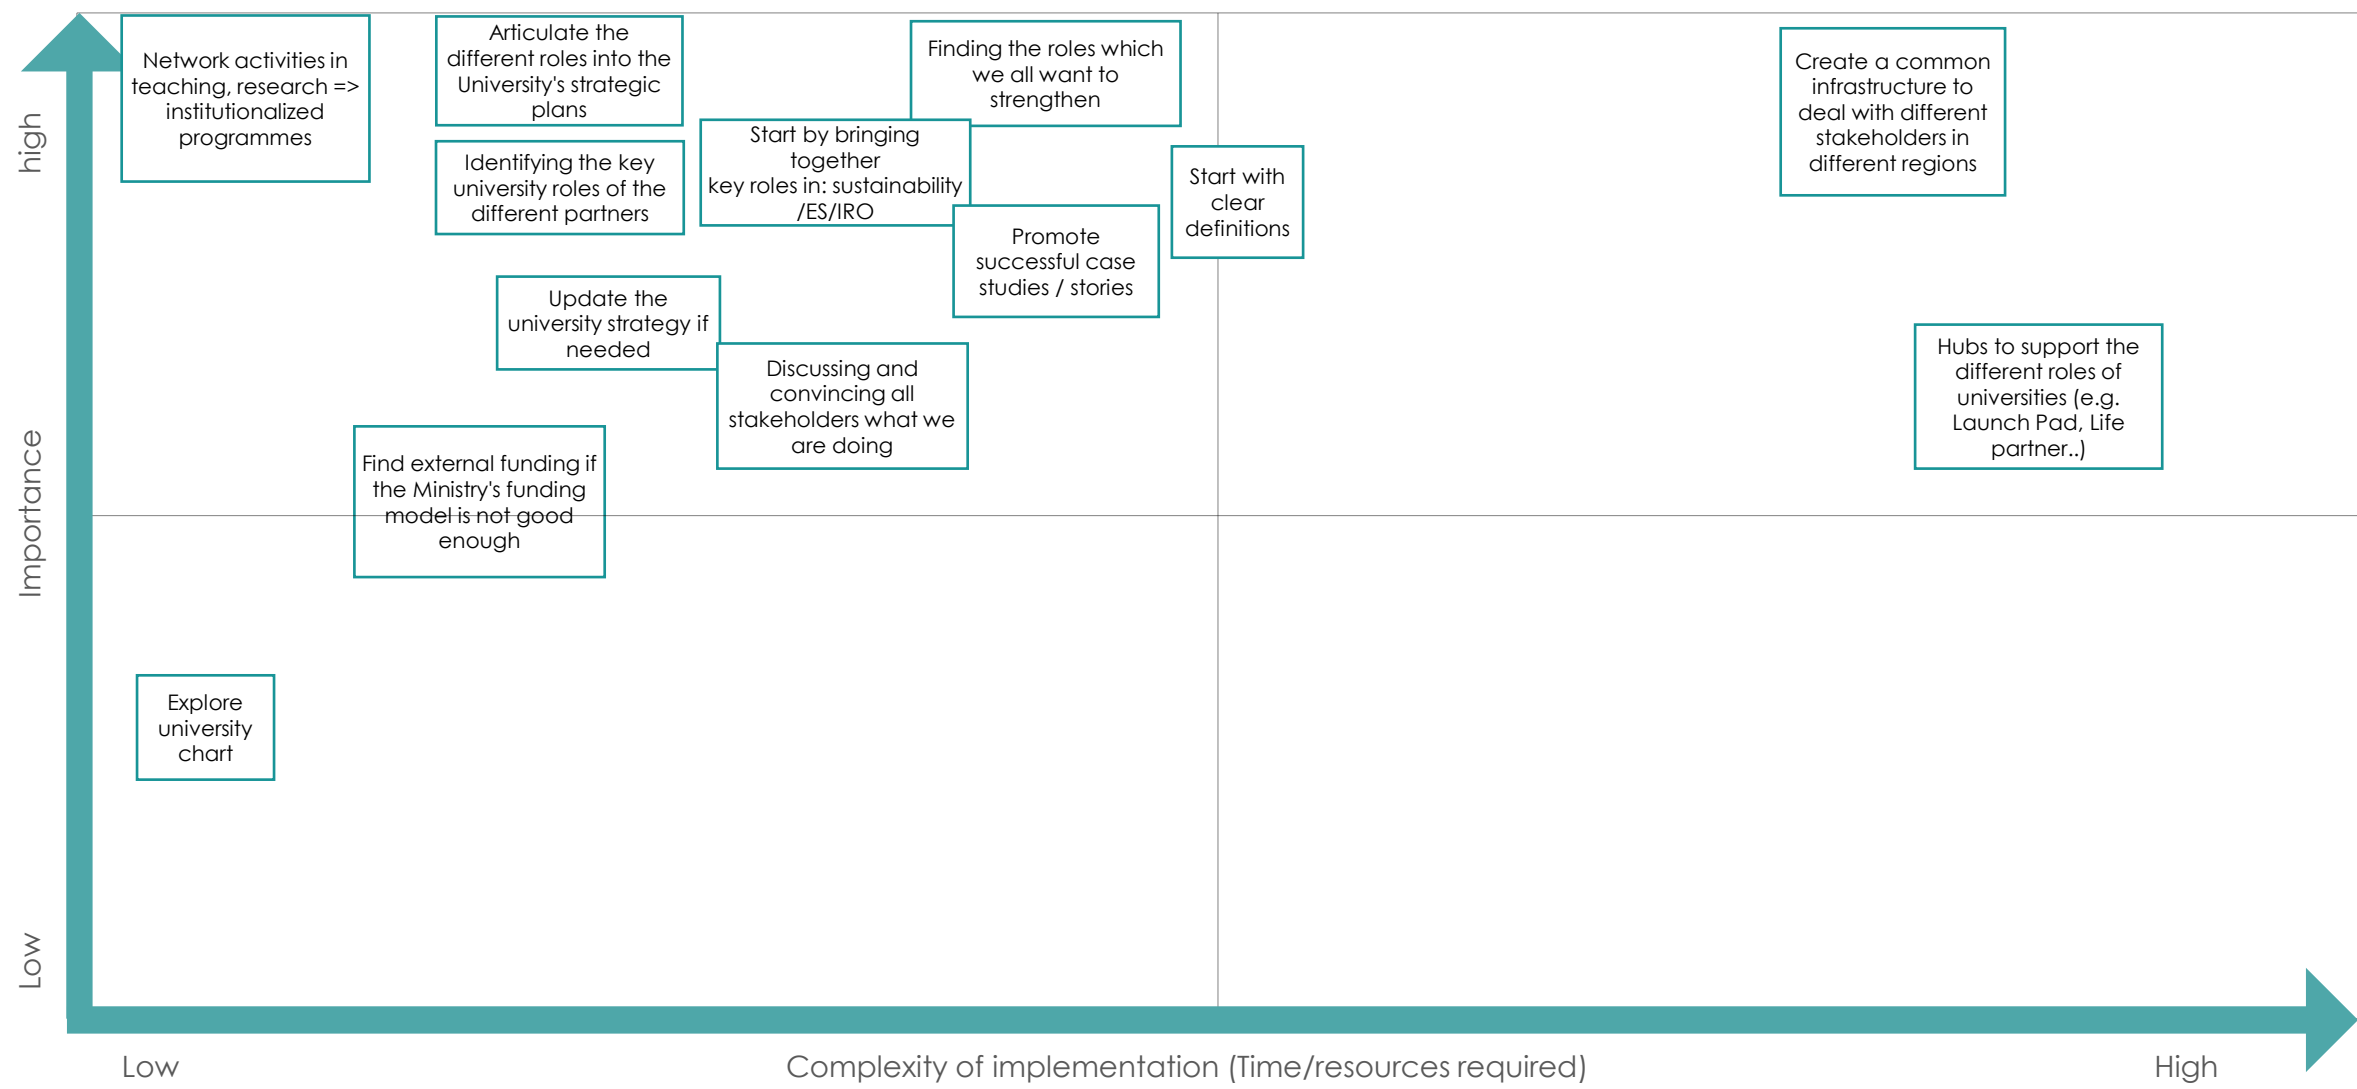 Network activities in
teaching, research =>
institutionalized
programmes
Articulate the
different roles into the
University's strategic
plans
Finding the roles which
we all want to
strengthen
Create a common
infrastructure to
deal with different
stakeholders in
different regions
high
Identifying the key
university roles of the
different partners
Start by bringing
together
key roles in: sustainability
/ES/IRO
Start with
clear
definitions
Promote
successful case
studies / stories
Update the
university strategy if
needed
Discussing and
convincing all
stakeholders what we
are doing
Hubs to support the
different roles of
universities (e.g.
Launch Pad, Life
partner..)
Importance
Find external funding if
the Ministry's funding
model is not good
enough
Explore
university
chart
Low
Low
Complexity of implementation (Time/resources required)
High